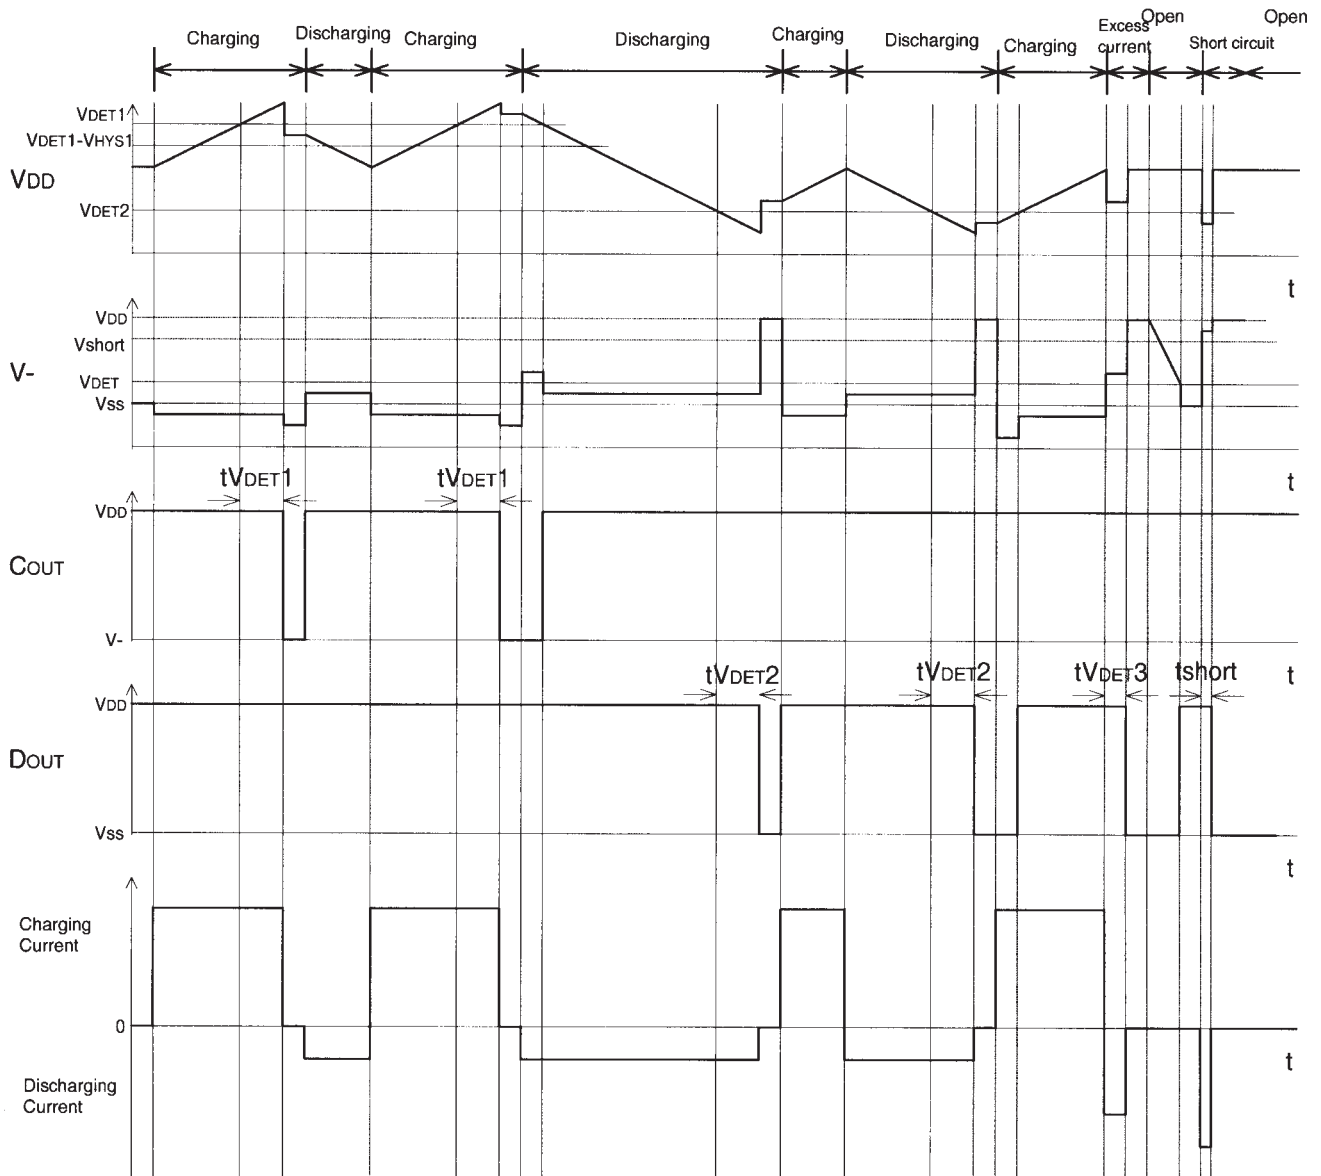 Charging
Discharging
Charging
Discharging
Charging
Discharging
Charging
Excess
current
Open
Short circuit
Open
VDET1
VDET1-VHYS1
VDD
VDET2
t
VDD
Vshort
V-
VDET
VSS
t
tVDET1
tVDET1
VDD
COUT
V-
t
tVDET2
tVDET2
tVDET3
tshort
VDD
DOUT
VSS
t
Charging
Current
0
t
Discharging
Current